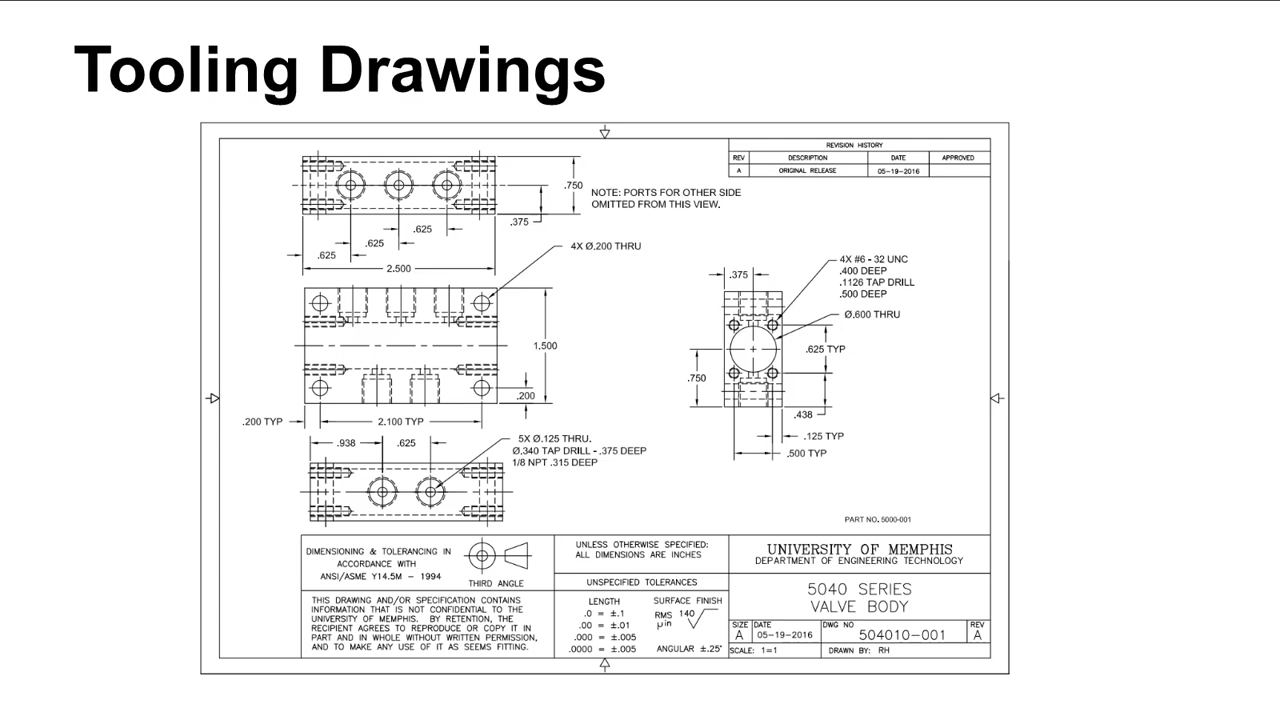 Tooling Drawings
REVISION HISTORY
REV DESCRIPTION DATE APPROVED
A ORIGINAL RELEASE 05-19-2016
.750
NOTE: PORTS FOR OTHER SIDE
OMITTED FROM THIS VIEW.
.375
.625
.625
.625
2.500
4X Ø.200 THRU
1.500
.200
.200 TYP
2.100 TYP
.375
4X #6 - 32 UNC
.400 DEEP
.1126 TAP DRILL
.500 DEEP
Ø.600 THRU
.625 TYP
.750
.438
.125 TYP
.500 TYP
.938
.625
5X Ø.125 THRU.
Ø.340 TAP DRILL - .375 DEEP
1/8 NPT .315 DEEP
PART NO. 5000-001
DIMENSIONING & TOLERANCING IN
ACCORDANCE WITH
ANSI/ASME Y14.5M - 1994
THIRD ANGLE
THIS DRAWING AND/OR SPECIFICATION CONTAINS
INFORMATION THAT IS NOT CONFIDENTIAL TO THE
UNIVERSITY OF MEMPHIS. BY RETENTION, THE
RECIPIENT AGREES TO REPRODUCE OR COPY IT IN
PART AND IN WHOLE WITHOUT WRITTEN PERMISSION,
AND TO MAKE ANY USE OF IT AS SEEMS FITTING.
UNLESS OTHERWISE SPECIFIED:
ALL DIMENSIONS ARE INCHES
UNSPECIFIED TOLERANCES
LENGTH
.0 = ±.1
.00 = ±.01
.000 = ±.005
.0000 = ±.005
SURFACE FINISH
RMS 140
µin
ANGULAR ±.25°
UNIVERSITY OF MEMPHIS
DEPARTMENT OF ENGINEERING TECHNOLOGY
5040 SERIES
VALVE BODY
SIZE DATE DWG NO REV
A 05-19-2016 504010-001 A
SCALE: 1=1 DRAWN BY: RH